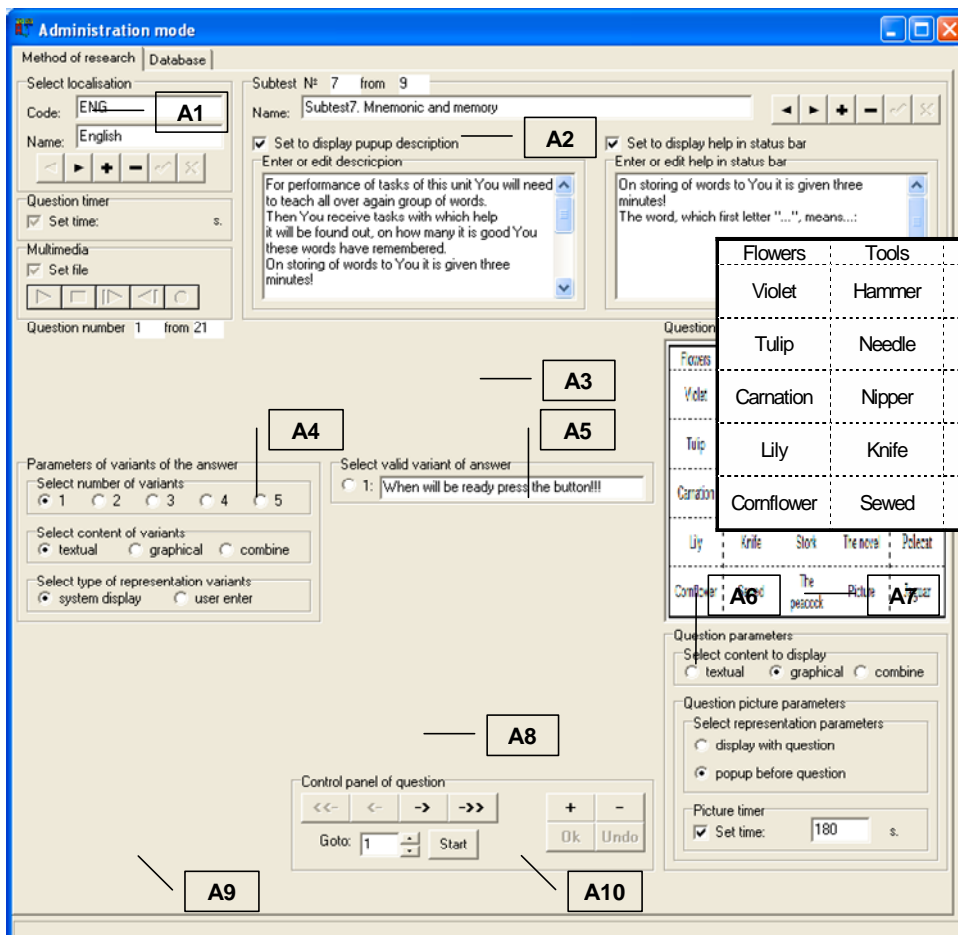 Administration mode
Method of research Database
Select localisation
Code: ENG
Name: English
A1
Subtest № 7 from 9
Name: Subtest7. Mnemonic and memory
A2
Set to display pupup description
Enter or edit descricpion
For performance of tasks of this unit You will need
to teach all over again group of words.
Then You receive tasks with which help
it will be found out, on how many it is good You
these words have remembered.
On storing of words to You it is given three
minutes!
Set to display help in status bar
Enter or edit help in status bar
On storing of words to You it is given three
minutes!
The word, which first letter "...", means...:
Question timer
Set time: s.
Multimedia
Set file
Question number 1 from 21
Flowers Tools
Violet Hammer
Tulip Needle
Carnation Nipper
Lily Knife
Cornflower Sewed
Question
Flowers
Violet
Tulip
Carnation
Lily Knife Stork The novel Polecat
Cornflower Sewed The peacock Picture Jaguar
A3
A4
A5
A6
A7
Parameters of variants of the answer
Select number of variants
1 2 3 4 5
Select content of variants
textual graphical combine
Select type of representation variants
system display user enter
Select valid variant of answer
1: When will be ready press the button!!!
Question parameters
Select content to display
textual graphical combine
Question picture parameters
Select representation parameters
display with question
popup before question
Picture timer
Set time: 180 s.
A8
Control panel of question
<<- <- -> ->> + -
Goto: 1 Start Ok Undo
A9
A10